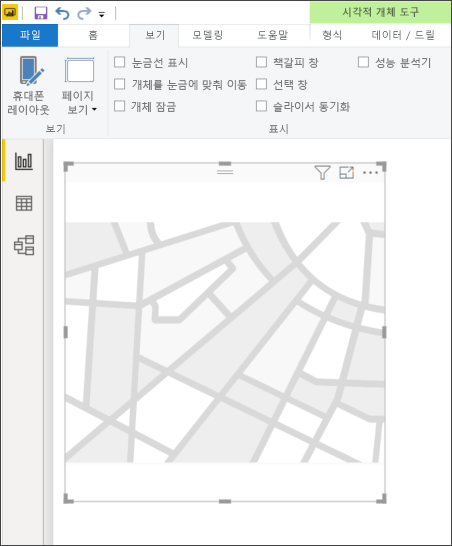 시각적 개체 도구
파일 홈 보기 모델링 도움말 형식 데이터 / 드릴
휴대폰
레이아웃
페이지
보기
눈금선 표시
개체를 눈금에 맞춰 이동
개체 잠금
책갈피 창
선택 창
슬라이서 동기화
성능 분석기
보기
표시